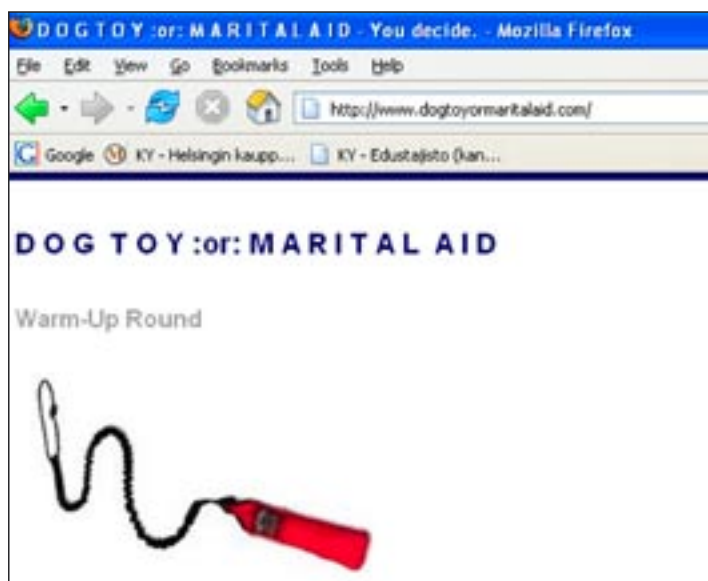 D O G T O Y :or: M A R I T A L A I D - You decide. - Mozilla Firefox
File Edit View Go Bookmarks Tools Help
http://www.dogtoyormaritalaid.com/
Google KY - Helsingin kaupp... KY - Edustajisto (kan...
D O G T O Y :or: M A R I T A L A I D
Warm-Up Round